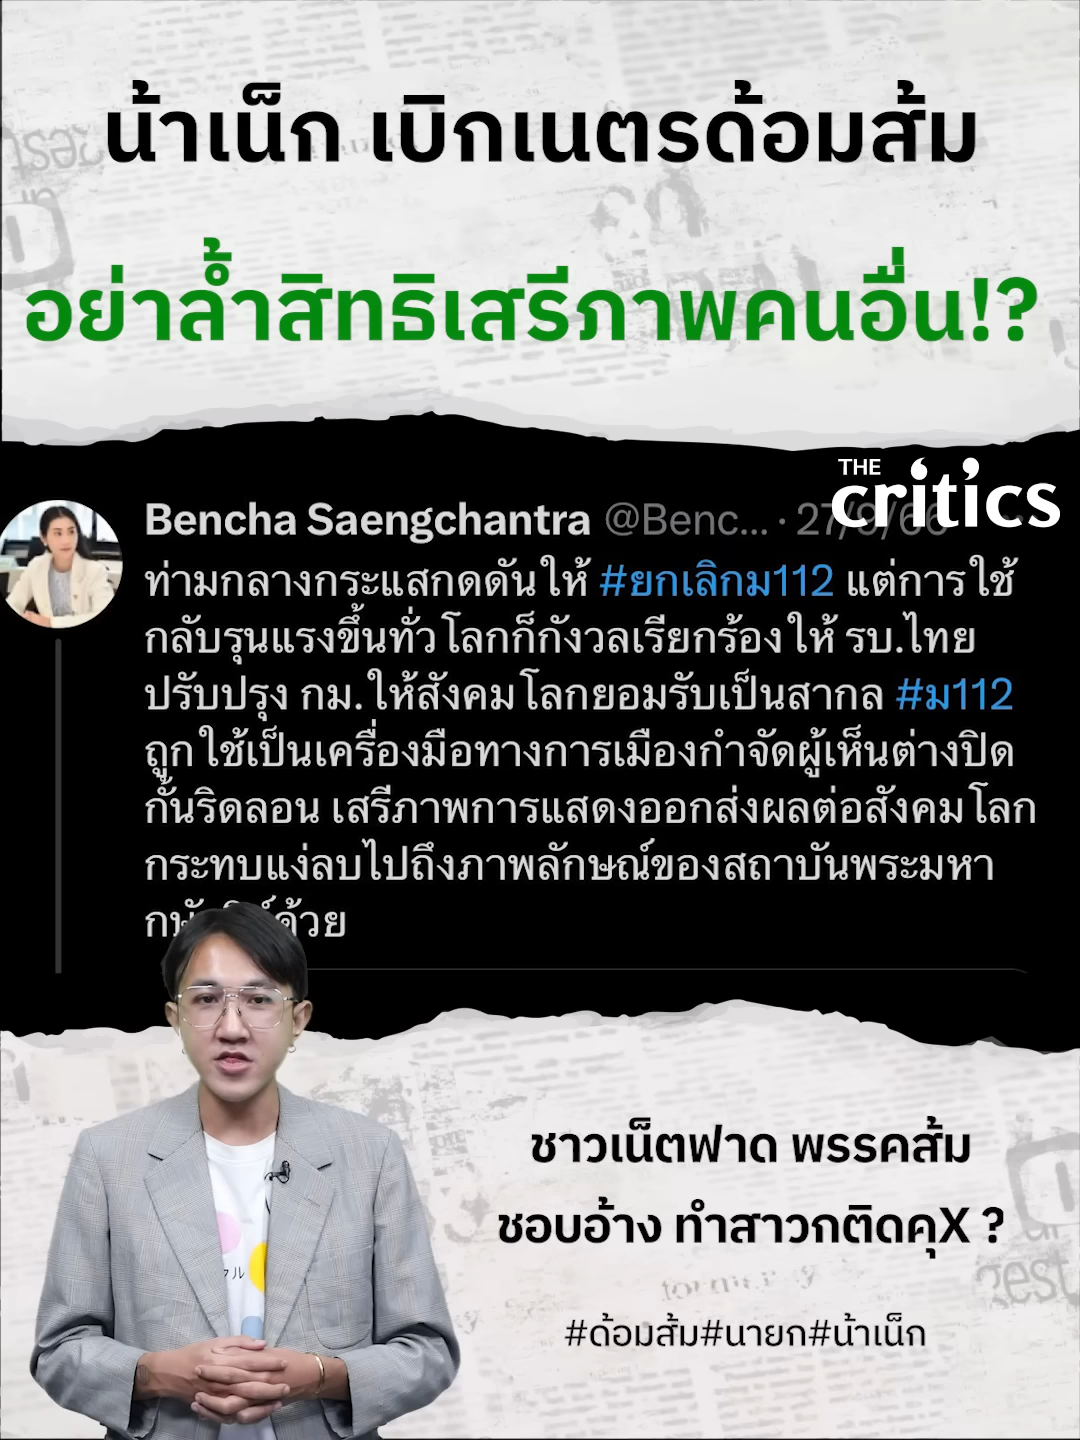 น้าเน็ก เบิกเนตรด้อมส้ม
อย่าล้ำสิทธิเสรีภาพคนอื่น!?
THE
critics
Bencha Saengchantra @Benc... · 27/8/66
ท่ามกลางกระแสกดดันให้ #ยกเลิกม112 แต่การใช้
กลับรุนแรงขึ้นทั่วโลกก็กังวลเรียกร้องให้ รบ.ไทย
ปรับปรุง กม.ให้สังคมโลกยอมรับเป็นสากล #ม112
ถูกใช้เป็นเครื่องมือทางการเมืองกำจัดผู้เห็นต่างปิด
กั้นริดลอน เสรีภาพการแสดงออกส่งผลต่อสังคมโลก
กระทบแง่ลบไปถึงภาพลักษณ์ของสถาบันพระมหา
ด้วย
ชาวเน็ตฟาด พรรคส้ม
ชอบอ้าง ทำสาวกติดคุX ?
#ด้อมส้ม#นายก#น้าเน็ก